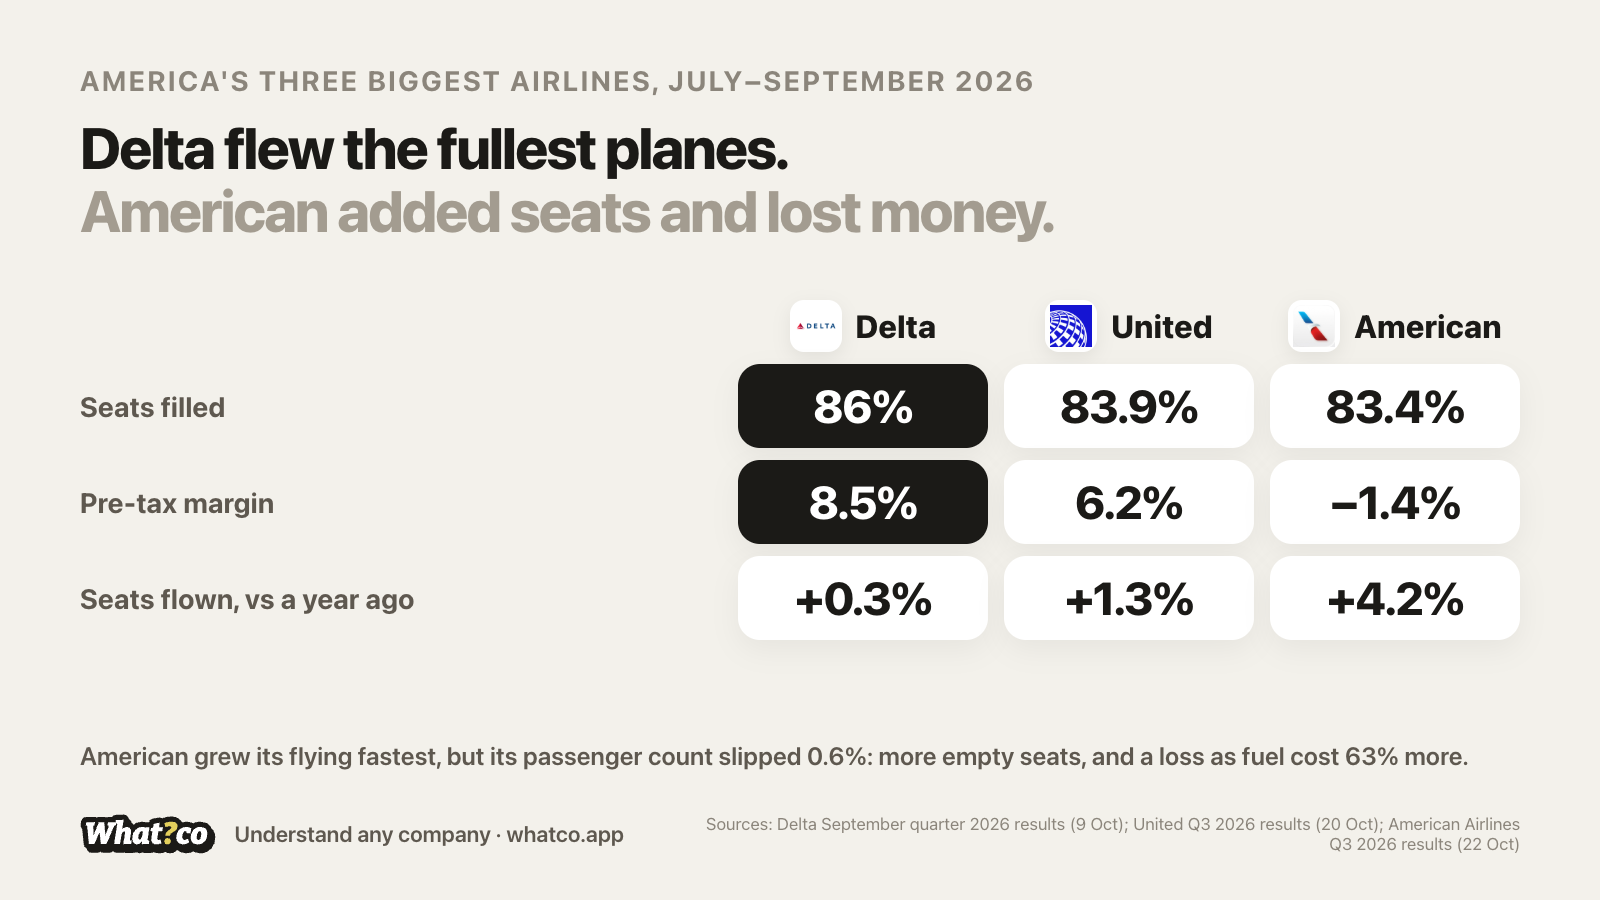 AMERICA'S THREE BIGGEST AIRLINES, JULY–SEPTEMBER 2026
Delta flew the fullest planes.
American added seats and lost money.
DELTA Delta United American
Seats filled 86% 83.9% 83.4%
Pre-tax margin 8.5% 6.2% –1.4%
Seats flown, vs a year ago +0.3% +1.3% +4.2%
American grew its flying fastest, but its passenger count slipped 0.6%: more empty seats, and a loss as fuel cost 63% more.
What?co Understand any company · whatco.app
Sources: Delta September quarter 2026 results (9 Oct); United Q3 2026 results (20 Oct); American Airlines
Q3 2026 results (22 Oct)